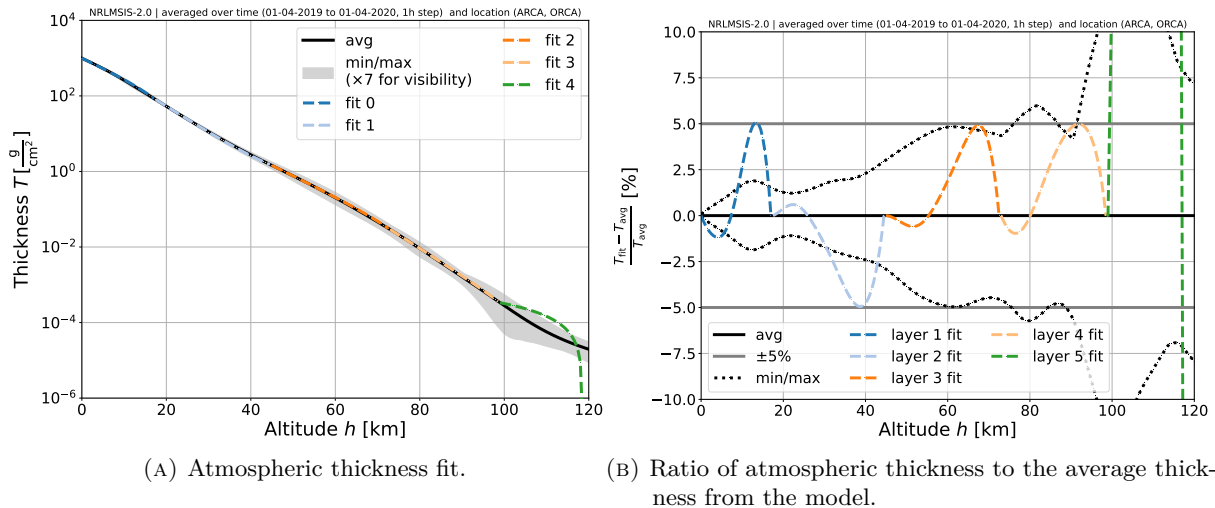 NRLMSIS-2.0 | averaged over time (01-04-2019 to 01-04-2020, 1h step) and location (ARCA, ORCA)
10^4
10^2
10^0
10^−2
10^−4
10^−6
Thickness T [g/cm^2]
avg
min/max
(×7 for visibility)
fit 0
fit 1
fit 2
fit 3
fit 4
0 20 40 60 80 100 120
Altitude h [km]
(A) Atmospheric thickness fit.
NRLMSIS-2.0 | averaged over time (01-04-2019 to 01-04-2020, 1h step) and location (ARCA, ORCA)
10.0
7.5
5.0
2.5
0.0
−2.5
−5.0
−7.5
−10.0
T_fit − T_avg / T_avg [%]
avg
±5%
min/max
layer 1 fit
layer 2 fit
layer 3 fit
layer 4 fit
layer 5 fit
0 20 40 60 80 100 120
Altitude h [km]
(B) Ratio of atmospheric thickness to the average thick-
ness from the model.